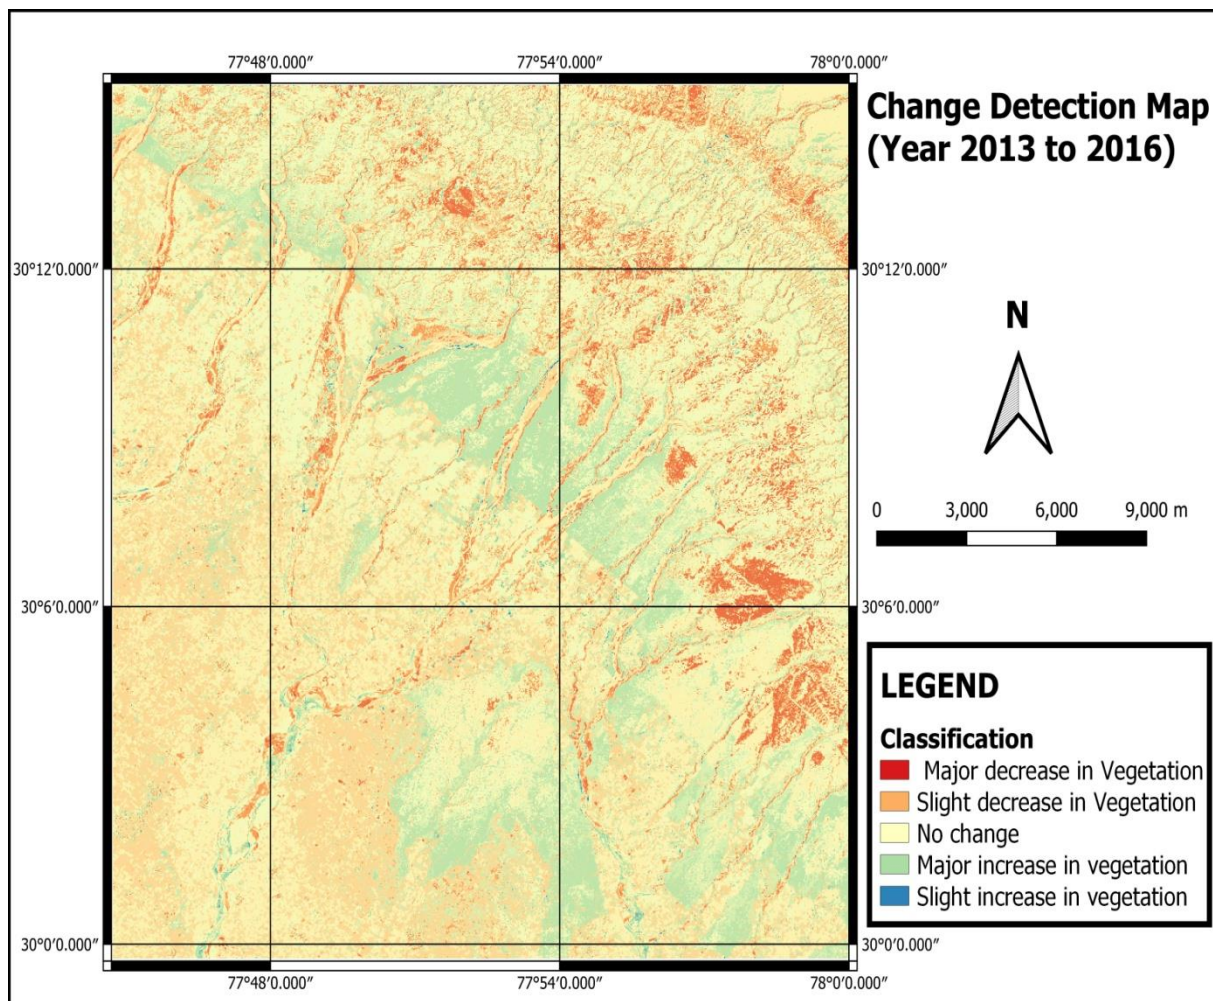 77°48′0.000″ 77°54′0.000″ 78°0′0.000″
Change Detection Map
(Year 2013 to 2016)
30°12′0.000″ 30°12′0.000″
N
0 3,000 6,000 9,000 m
30°6′0.000″ 30°6′0.000″
LEGEND
Classification
Major decrease in Vegetation
Slight decrease in Vegetation
No change
Major increase in vegetation
Slight increase in vegetation
30°0′0.000″ 30°0′0.000″
77°48′0.000″ 77°54′0.000″ 78°0′0.000″